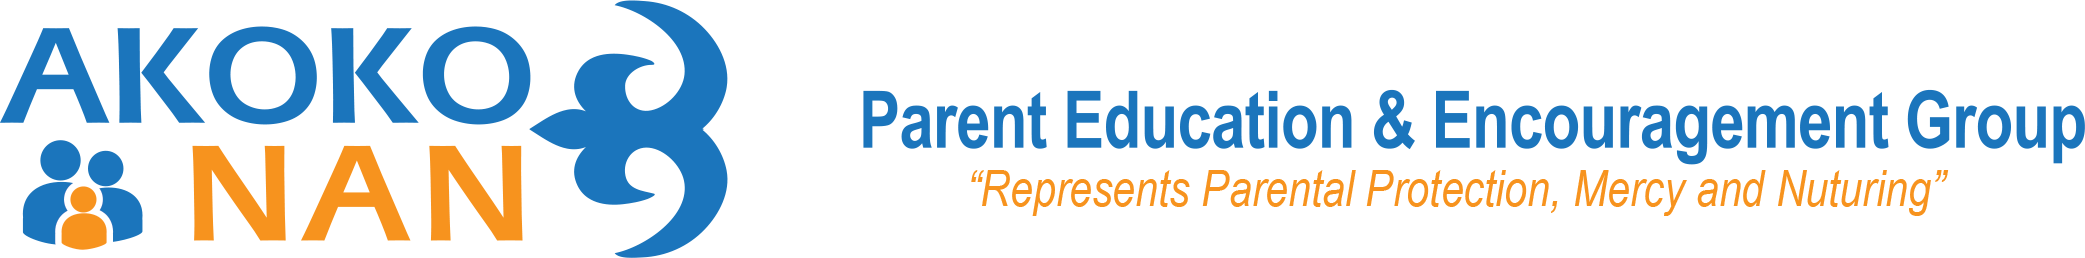 AKOKO
NAN
Parent Education & Encouragement Group
“Represents Parental Protection, Mercy and Nuturing”